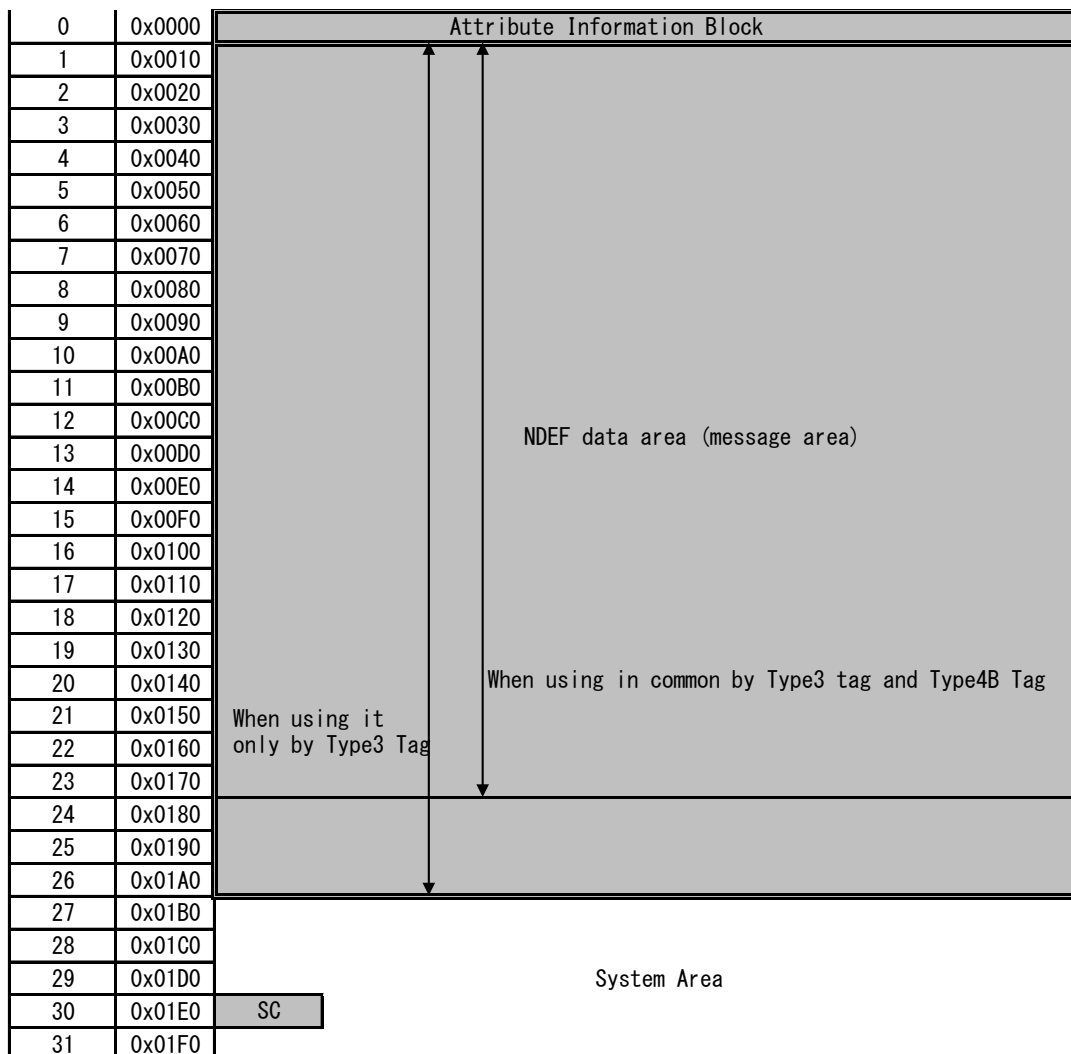 0 0x0000 Attribute Information Block
1 0x0010
2 0x0020
3 0x0030
4 0x0040
5 0x0050
6 0x0060
7 0x0070
8 0x0080
9 0x0090
10 0x00A0
11 0x00B0
12 0x00C0
NDEF data area (message area)
13 0x00D0
14 0x00E0
15 0x00F0
16 0x0100
17 0x0110
18 0x0120
19 0x0130
20 0x0140 When using in common by Type3 tag and Type4B Tag
21 0x0150 When using it
22 0x0160 only by Type3 Tag
23 0x0170
24 0x0180
25 0x0190
26 0x01A0
27 0x01B0
28 0x01C0
29 0x01D0 System Area
30 0x01E0 SC
31 0x01F0